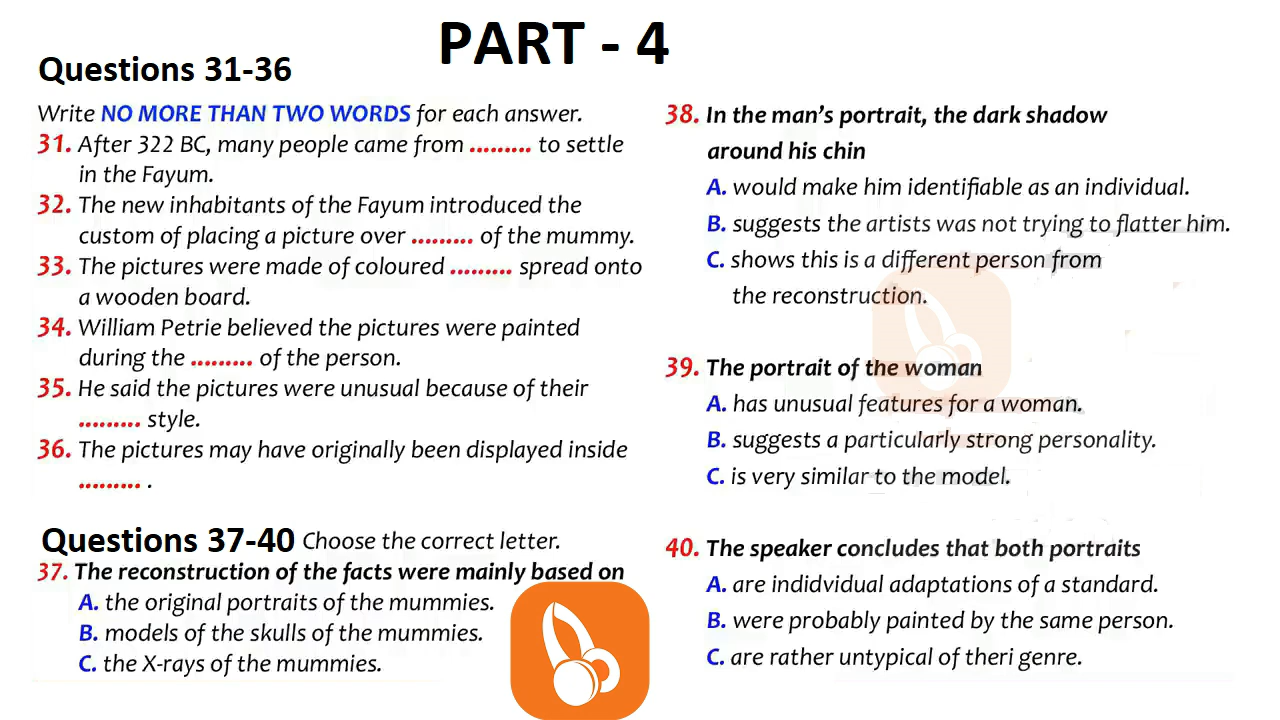 PART - 4
Questions 31-36
Write NO MORE THAN TWO WORDS for each answer.
31. After 322 BC, many people came from ......... to settle
in the Fayum.
32. The new inhabitants of the Fayum introduced the
custom of placing a picture over ......... of the mummy.
33. The pictures were made of coloured ......... spread onto
a wooden board.
34. William Petrie believed the pictures were painted
during the ......... of the person.
35. He said the pictures were unusual because of their
......... style.
36. The pictures may have originally been displayed inside
......... .
Questions 37-40 Choose the correct letter.
37. The reconstruction of the facts were mainly based on
A. the original portraits of the mummies.
B. models of the skulls of the mummies.
C. the X-rays of the mummies.
38. In the man's portrait, the dark shadow
around his chin
A. would make him identifiable as an individual.
B. suggests the artists was not trying to flatter him.
C. shows this is a different person from
the reconstruction.
39. The portrait of the woman
A. has unusual features for a woman.
B. suggests a particularly strong personality.
C. is very similar to the model.
40. The speaker concludes that both portraits
A. are indidvidual adaptations of a standard.
B. were probably painted by the same person.
C. are rather untypical of theri genre.